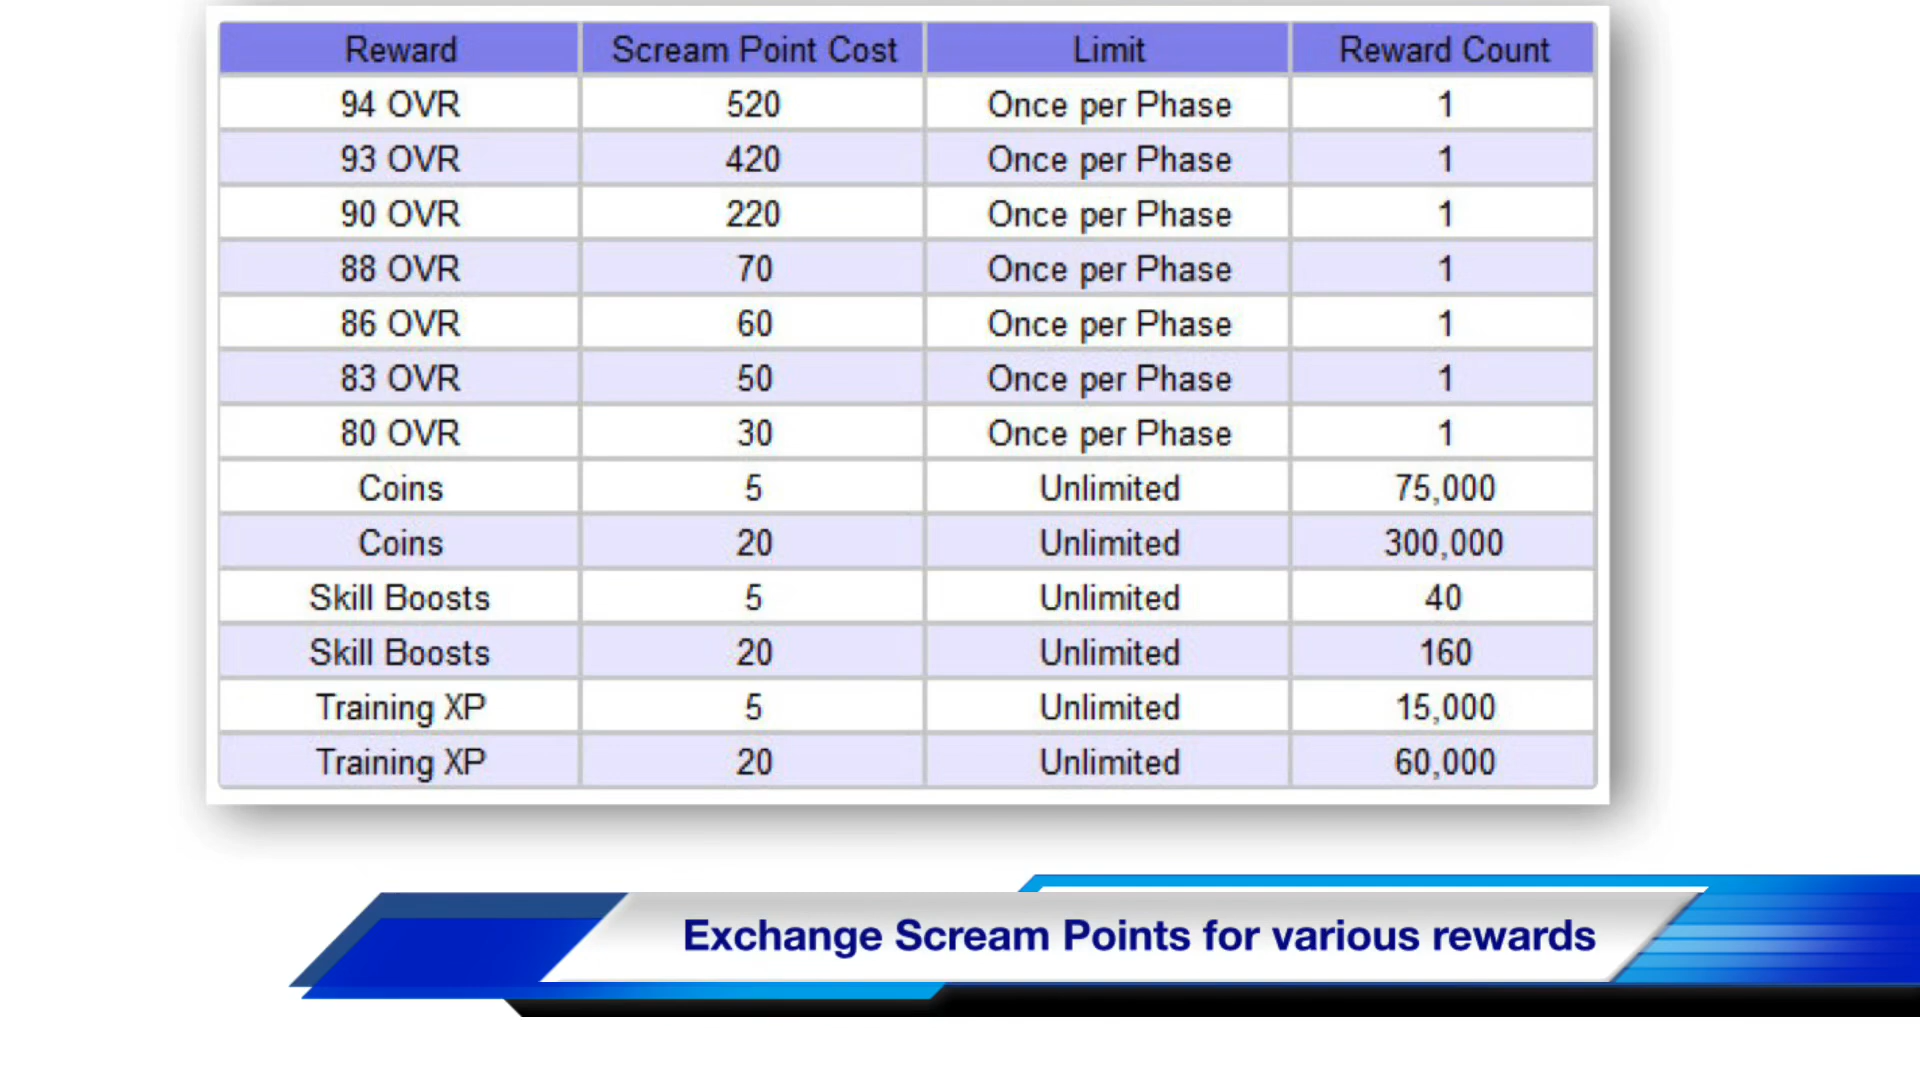 Reward Scream Point Cost Limit Reward Count
94 OVR 520 Once per Phase 1
93 OVR 420 Once per Phase 1
90 OVR 220 Once per Phase 1
88 OVR 70 Once per Phase 1
86 OVR 60 Once per Phase 1
83 OVR 50 Once per Phase 1
80 OVR 30 Once per Phase 1
Coins 5 Unlimited 75,000
Coins 20 Unlimited 300,000
Skill Boosts 5 Unlimited 40
Skill Boosts 20 Unlimited 160
Training XP 5 Unlimited 15,000
Training XP 20 Unlimited 60,000
Exchange Scream Points for various rewards